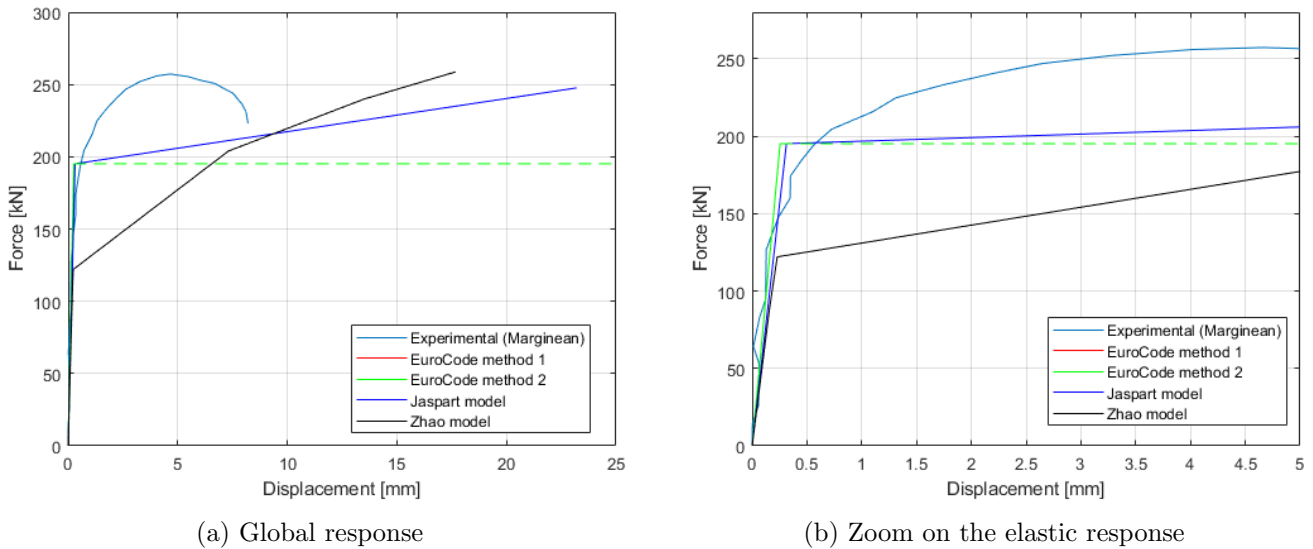 300
250
200
150
100
50
0
Force [kN]
0
5
10
15
20
25
Displacement [mm]
Experimental (Marginean)
EuroCode method 1
EuroCode method 2
Jaspart model
Zhao model
(a) Global response
250
200
150
100
50
0
Force [kN]
0
0.5
1
1.5
2
2.5
3
3.5
4
4.5
5
Displacement [mm]
Experimental (Marginean)
EuroCode method 1
EuroCode method 2
Jaspart model
Zhao model
(b) Zoom on the elastic response